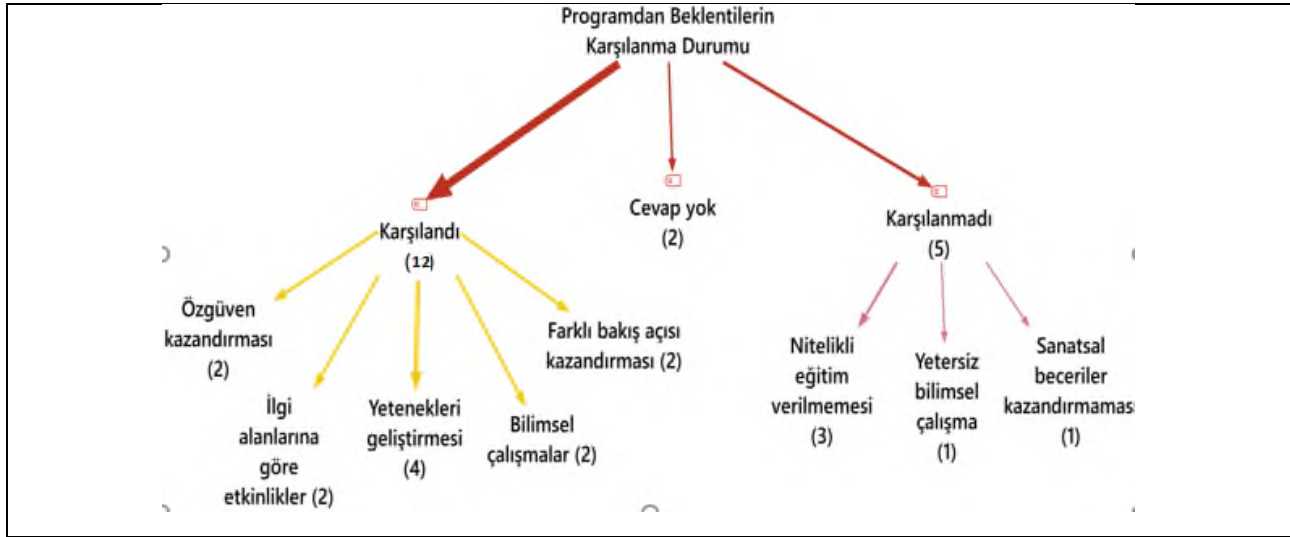 Programdan Beklentilerin
Karşılanma Durumu
Karşılandı
(12)
Cevap yok
(2)
Karşılanmadı
(5)
Özgüven
kazandırması
(2)
İlgi
alanlarına
göre
etkinlikler (2)
Yetenekleri
geliştirmesi
(4)
Bilimsel
çalışmalar (2)
Farklı bakış açısı
kazandırması (2)
Nitelikli
eğitim
verilmemesi
(3)
Yetersiz
bilimsel
çalışma
(1)
Sanatsal
beceriler
kazandırmaması
(1)